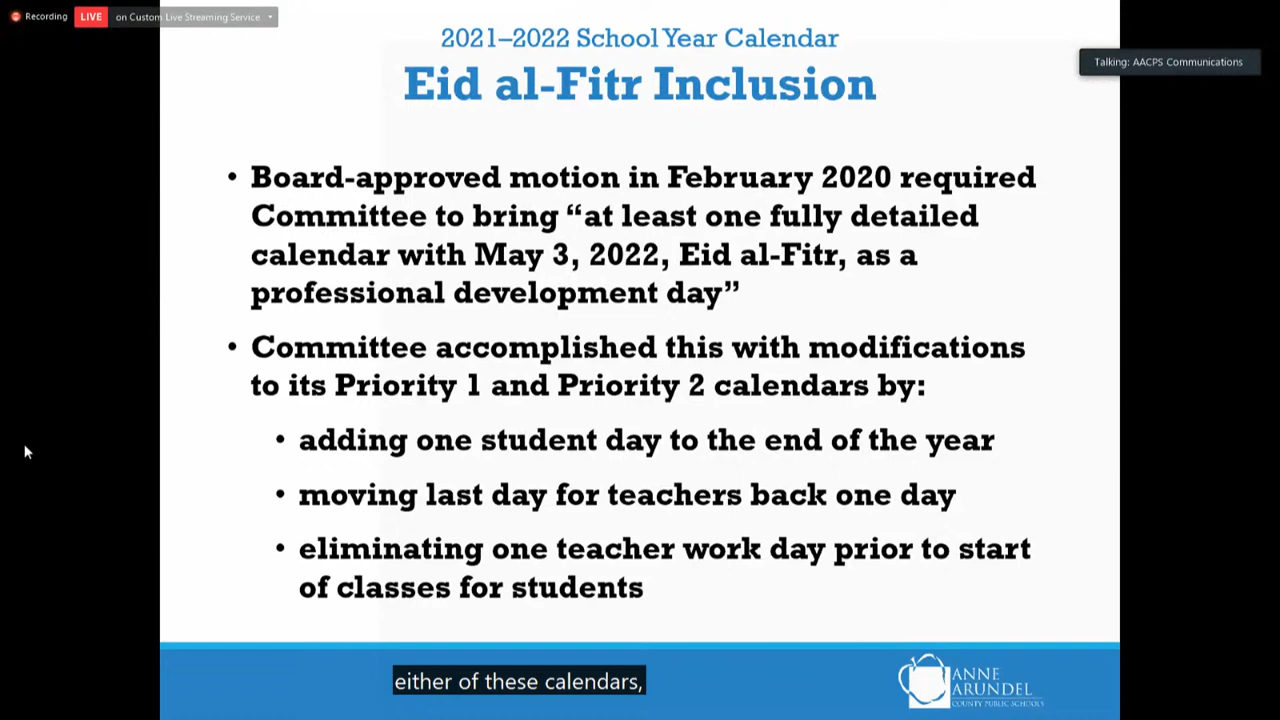 Recording
LIVE
on Custom Live Streaming Service
Talking: AACPS Communications
2021–2022 School Year Calendar
Eid al-Fitr Inclusion
• Board-approved motion in February 2020 required
Committee to bring “at least one fully detailed
calendar with May 3, 2022, Eid al-Fitr, as a
professional development day”
• Committee accomplished this with modifications
to its Priority 1 and Priority 2 calendars by:
• adding one student day to the end of the year
• moving last day for teachers back one day
• eliminating one teacher work day prior to start
of classes for students
either of these calendars,
ANNE
ARUNDEL
COUNTY PUBLIC SCHOOLS